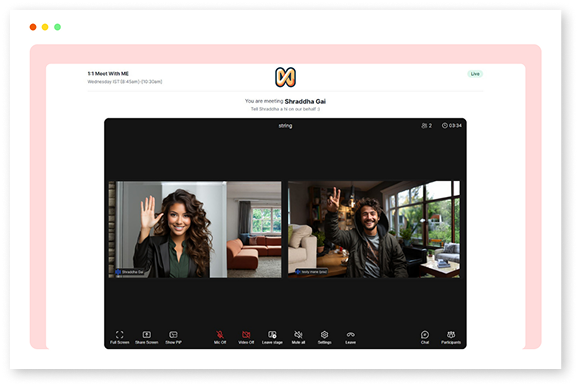 1:1 Meet With ME
Live
Wednesday IST(9:45am)-(10:30am)
You are meeting Shraddha Gai
Tell Shraddha a hi on our behalf :)
string
2
03:34
Shraddha Gai
Full Screen
Share Screen
Show PIP
Mic Off
Video Off
Leave stage
Mute all
Settings
Leave
Chat
Participants